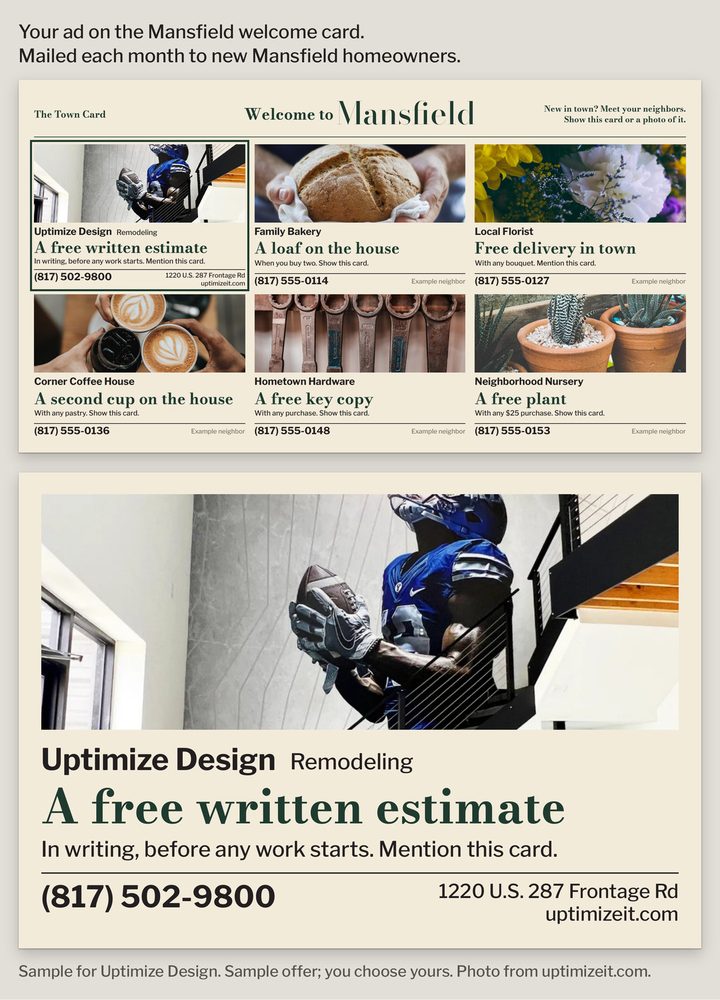 Your ad on the Mansfield welcome card.
Mailed each month to new Mansfield homeowners.
The Town Card
Welcome to Mansfield
New in town? Meet your neighbors.
Show this card or a photo of it.
Uptimize Design Remodeling
A free written estimate
In writing, before any work starts. Mention this card.
(817) 502-9800
1220 U.S. 287 Frontage Rd
uptimizeit.com
Family Bakery
A loaf on the house
When you buy two. Show this card.
(817) 555-0114
Example neighbor
Local Florist
Free delivery in town
With any bouquet. Mention this card.
(817) 555-0127
Example neighbor
Corner Coffee House
A second cup on the house
With any pastry. Show this card.
(817) 555-0136
Example neighbor
Hometown Hardware
A free key copy
With any purchase. Show this card.
(817) 555-0148
Example neighbor
Neighborhood Nursery
A free plant
With any $25 purchase. Show this card.
(817) 555-0153
Example neighbor
Uptimize Design Remodeling
A free written estimate
In writing, before any work starts. Mention this card.
(817) 502-9800
1220 U.S. 287 Frontage Rd
uptimizeit.com
Sample for Uptimize Design. Sample offer; you choose yours. Photo from uptimizeit.com.